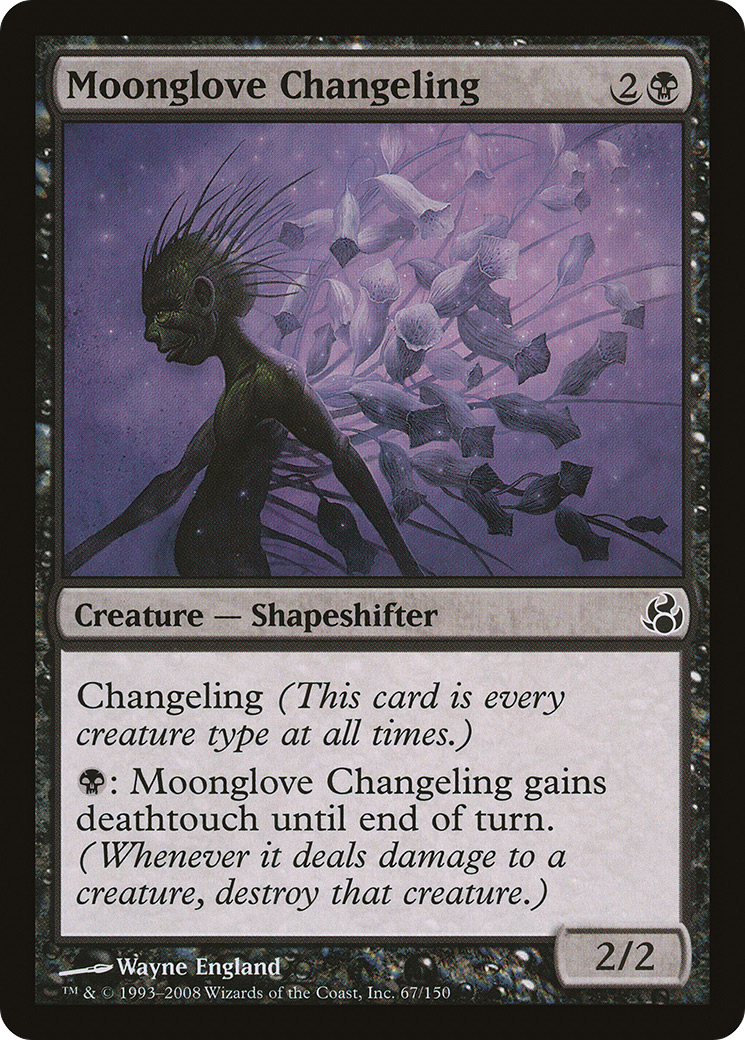 Moonglove Changeling 2
Creature — Shapeshifter
Changeling (This card is every
creature type at all times.)
: Moonglove Changeling gains
deathtouch until end of turn.
(Whenever it deals damage to a
creature, destroy that creature.)
2/2
Wayne England
™ & © 1993–2008 Wizards of the Coast, Inc. 67/150